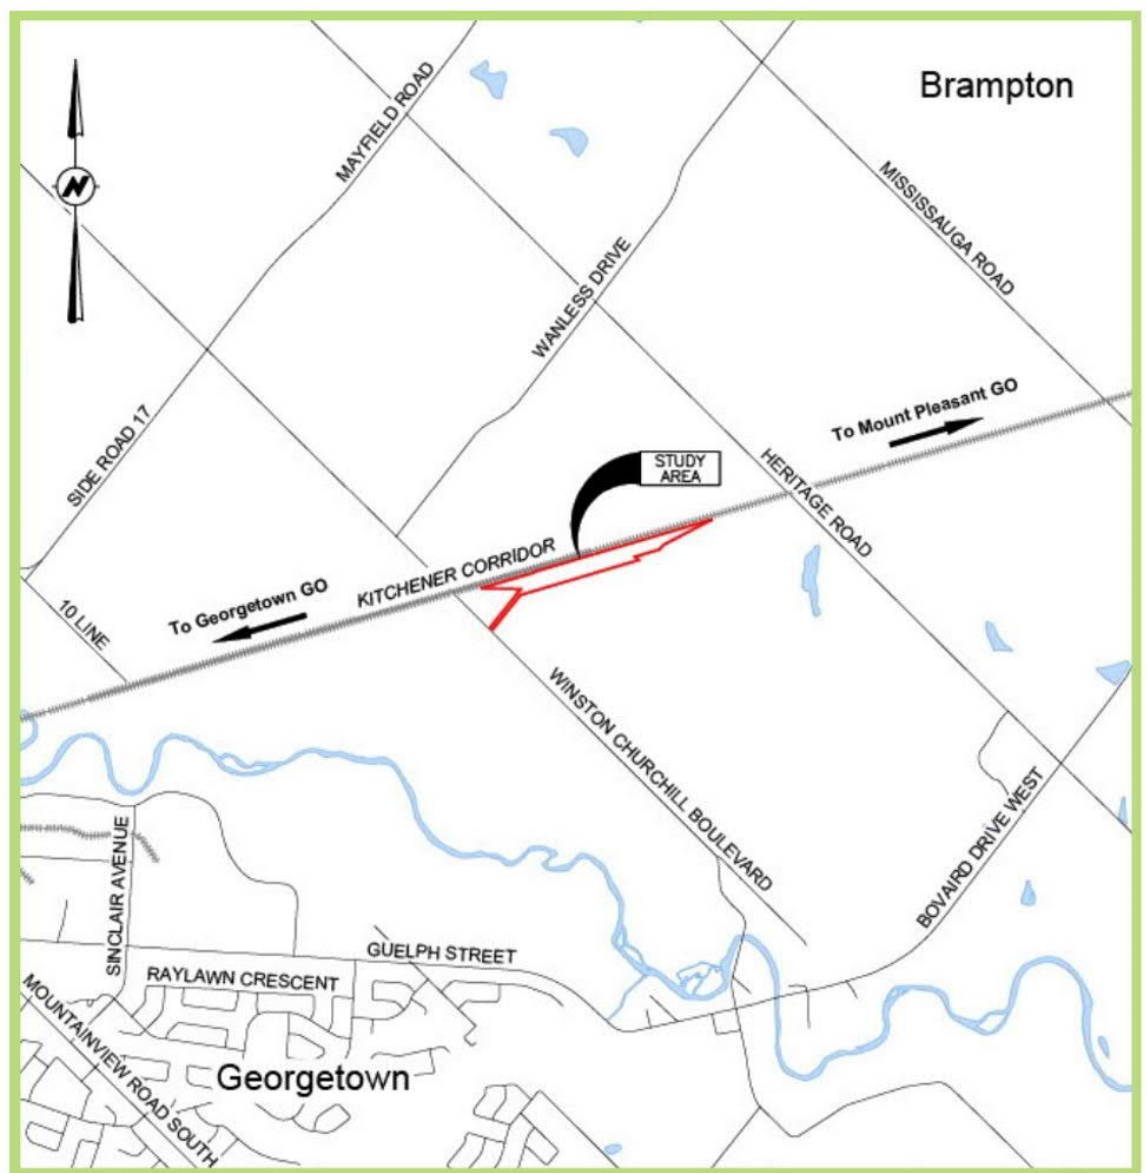 Brampton
MAYFIELD ROAD
N
MISSISSAUGA ROAD
WANLESS DRIVE
To Mount Pleasant GO
SIDE ROAD 17
STUDY
AREA
HERITAGE ROAD
KITCHENER CORRIDOR
To Georgetown GO
10 LINE
WINSTON CHURCHILL BOULEVARD
BOVAIRD DRIVE WEST
SINCLAIR AVENUE
GUELPH STREET
RAYLAWN CRESCENT
MOUNTAINVIEW ROAD SOUTH
Georgetown